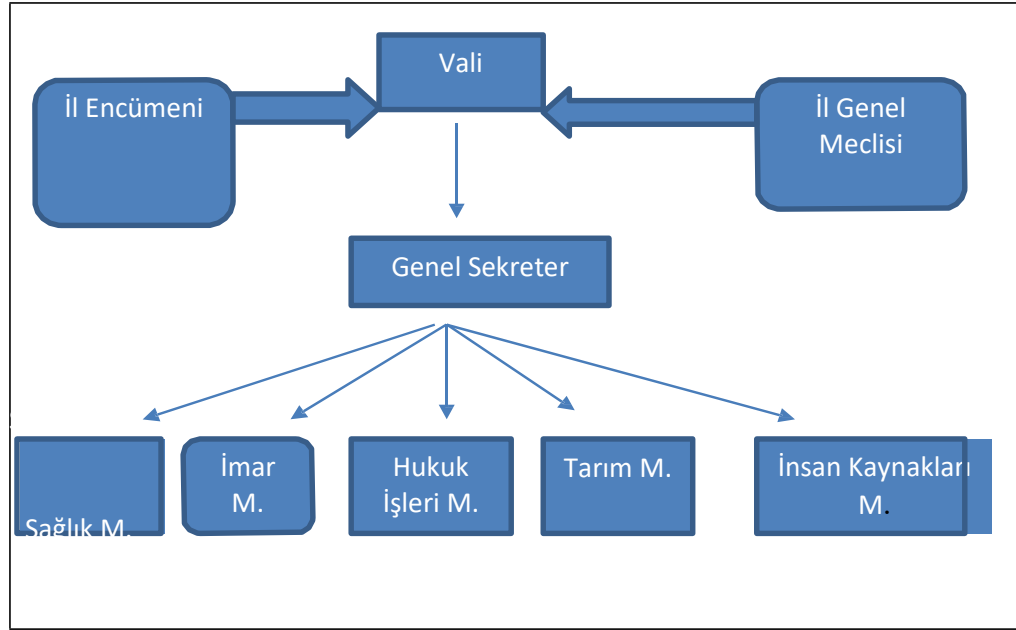 Vali
İl Encümeni
İl Genel
Meclisi
Genel Sekreter
Sağlık M.
İmar
M.
Hukuk
İşleri M.
Tarım M.
İnsan Kaynakları
M.